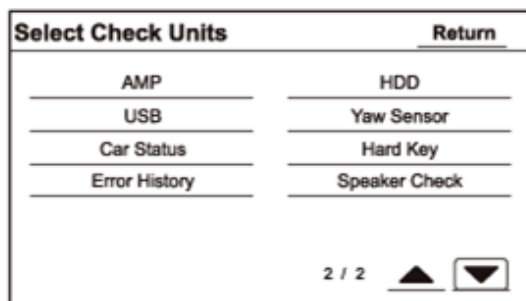 Select Check Units Return
AMP HDD
USB Yaw Sensor
Car Status Hard Key
Error History Speaker Check
2 / 2